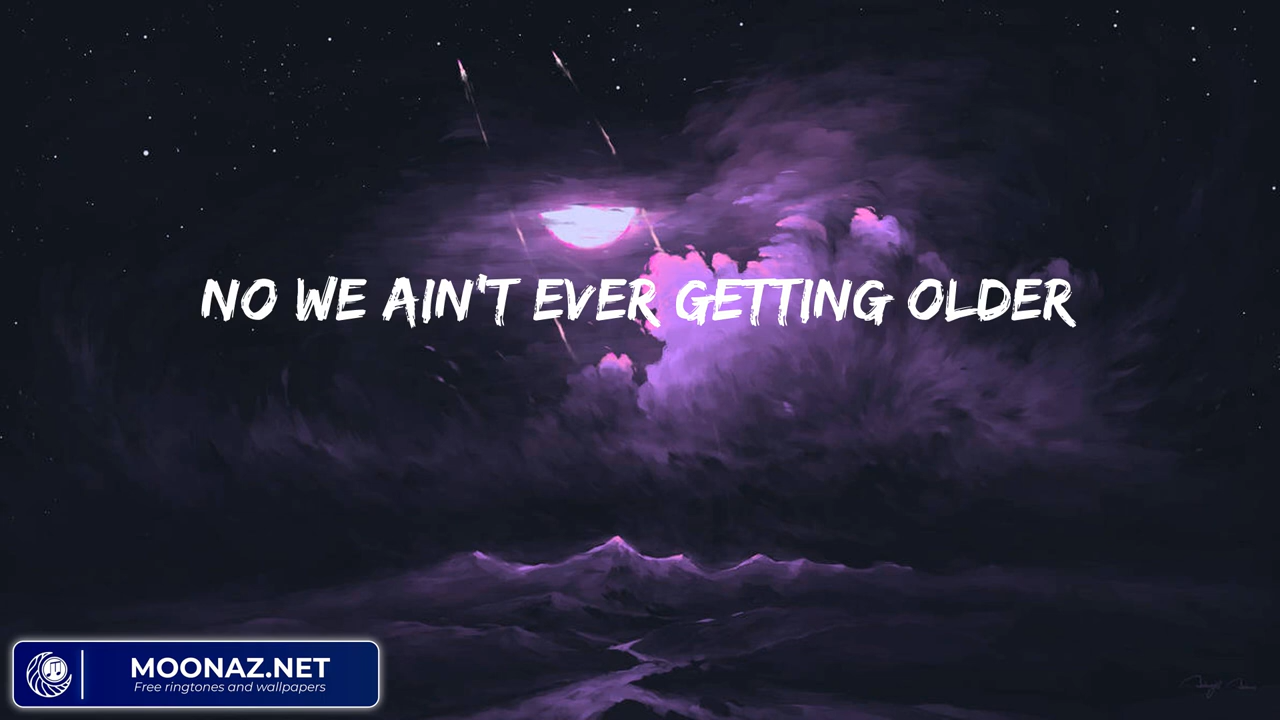 NO WE AIN'T EVER GETTING OLDER
MOONAZ.NET
Free ringtones and wallpapers